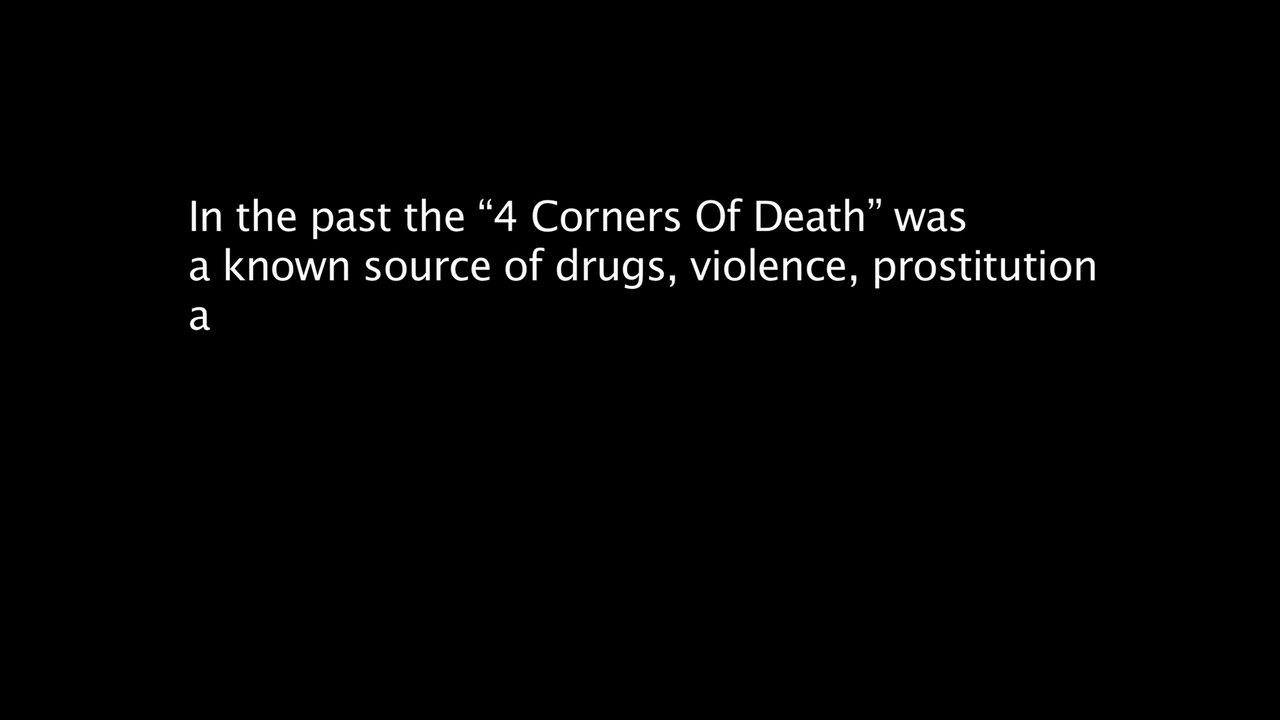 In the past the “4 Corners Of Death” was
a known source of drugs, violence, prostitution
a